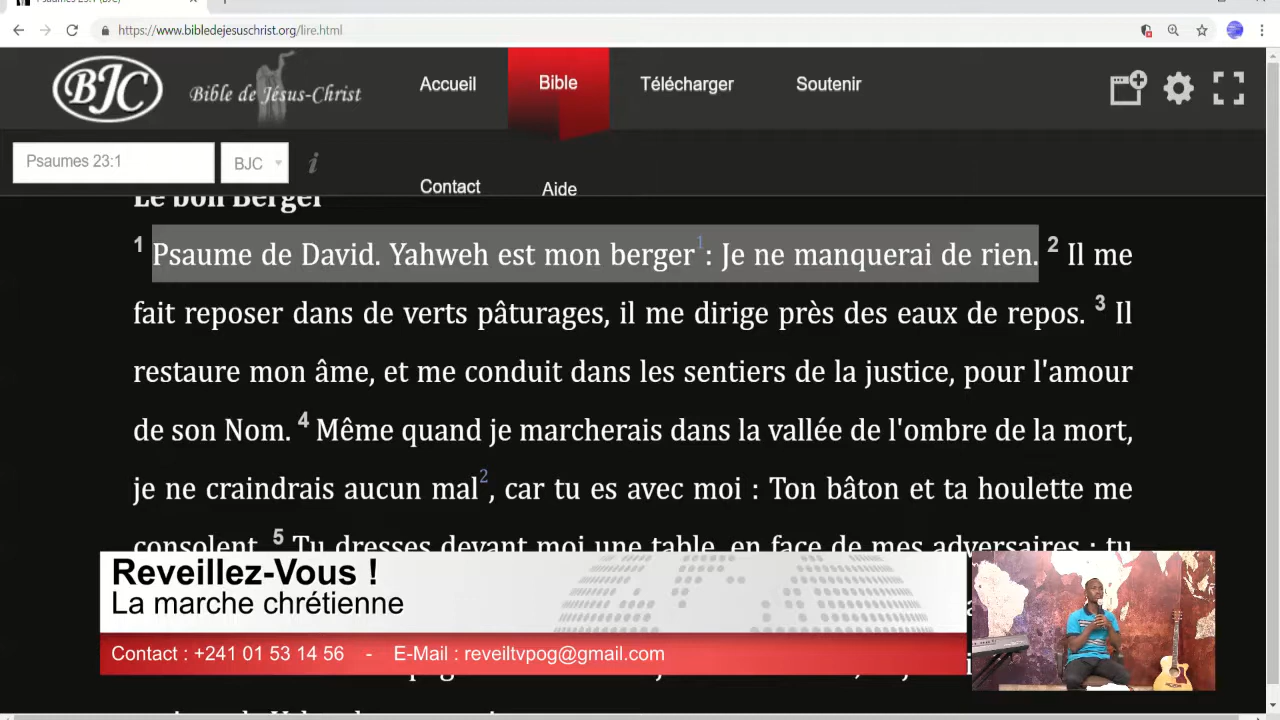 Psaumes 23:1 (BJC)
https://www.bibledejesuschrist.org/lire.html
BJC
Bible de Jésus-Christ
Accueil
Bible
Télécharger
Soutenir
Psaumes 23:1
BJC
i
Contact
Aide
Le bon Berger
1 Psaume de David. Yahweh est mon berger1: Je ne manquerai de rien. 2 Il me
fait reposer dans de verts pâturages, il me dirige près des eaux de repos. 3 Il
restaure mon âme, et me conduit dans les sentiers de la justice, pour l'amour
de son Nom. 4 Même quand je marcherais dans la vallée de l'ombre de la mort,
je ne craindrais aucun mal2, car tu es avec moi : Ton bâton et ta houlette me
consolent. 5 Tu dresses devant moi une table, en face de mes adversaires ; tu
Reveillez-Vous !
La marche chrétienne
Contact : +241 01 53 14 56 - E-Mail : reveiltvpog@gmail.com